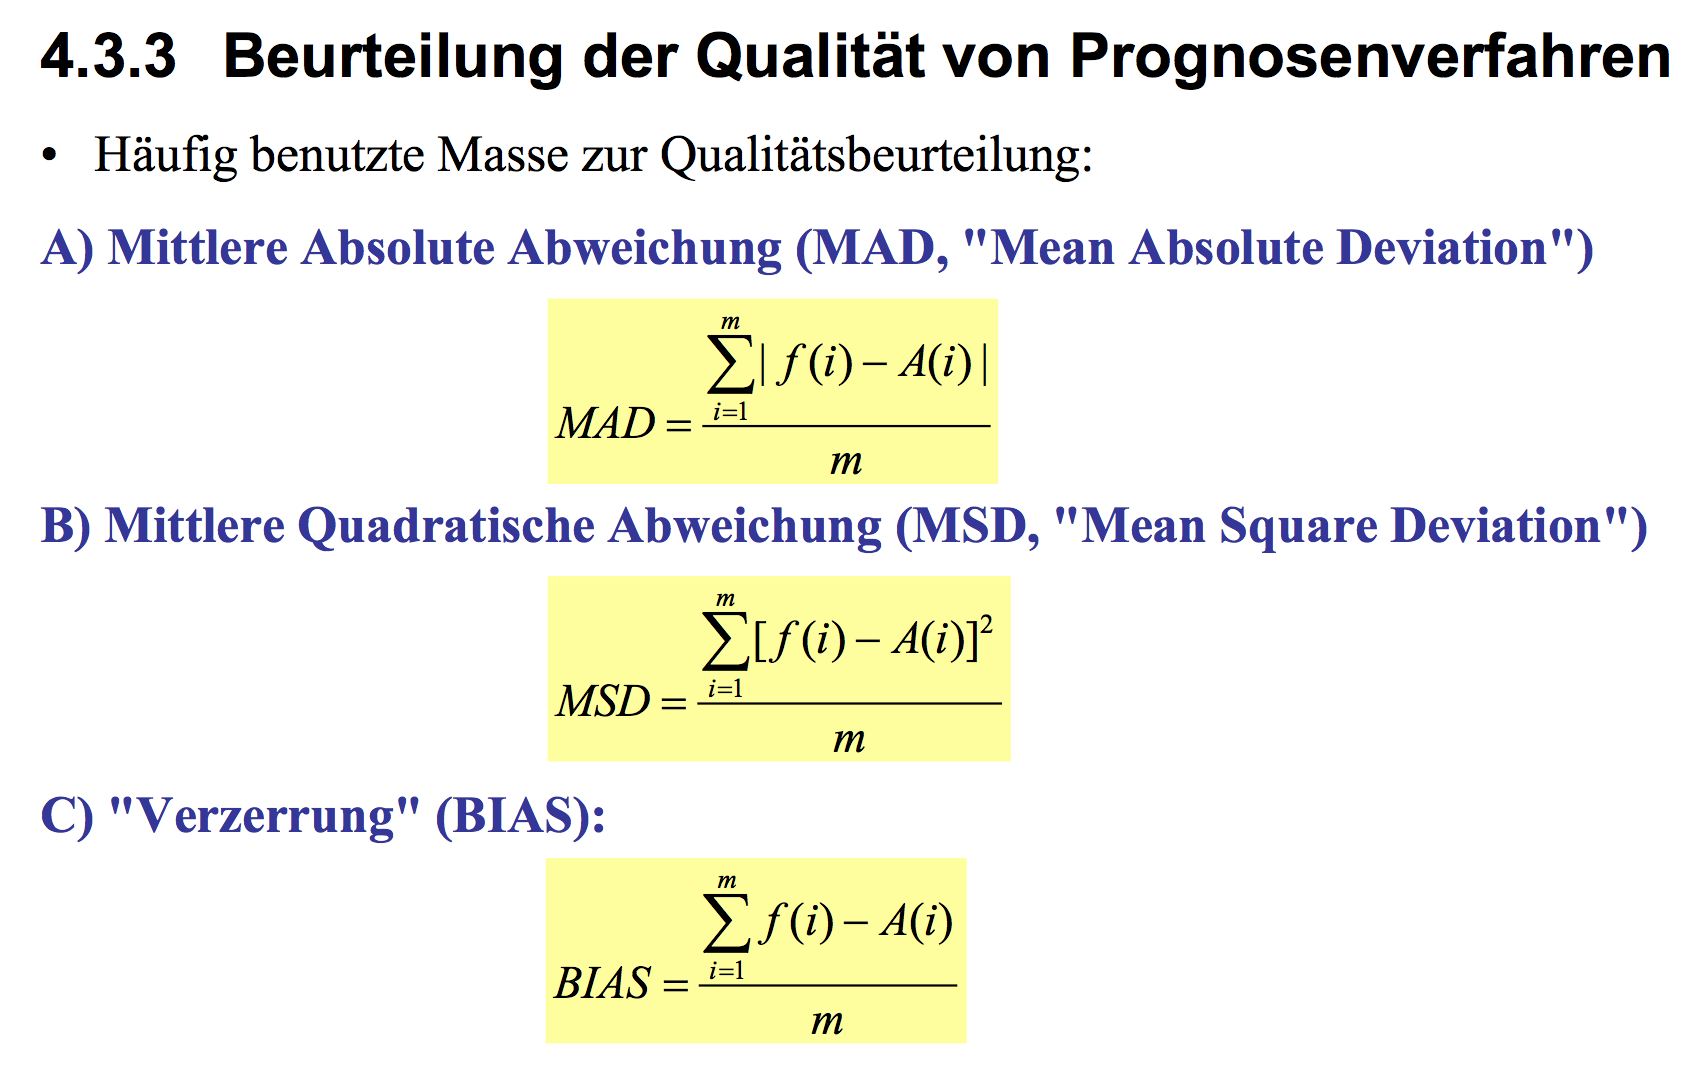 4.3.3 Beurteilung der Qualität von Prognosenverfahren
• Häufig benutzte Masse zur Qualitätsbeurteilung:
A) Mittlere Absolute Abweichung (MAD, "Mean Absolute Deviation")
MAD = \frac{\sum_{i=1}^{m} | f(i) − A(i) |}{m}
B) Mittlere Quadratische Abweichung (MSD, "Mean Square Deviation")
MSD = \frac{\sum_{i=1}^{m} [f(i) − A(i)]^2}{m}
C) "Verzerrung" (BIAS):
BIAS = \frac{\sum_{i=1}^{m} f(i) − A(i)}{m}